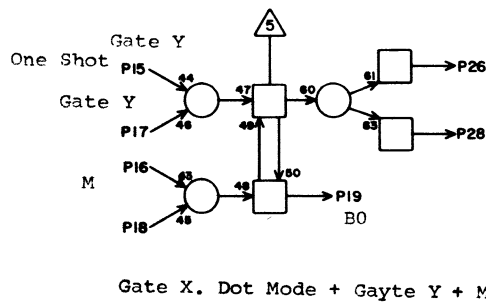 5
Gate Y
One Shot
P15
44
47
60
61
P26
Gate Y
46
49
63
P28
P17
P16
43
50
M
48
P19
45
P18
B0
Gate X. Dot Mode + Gayte Y + M